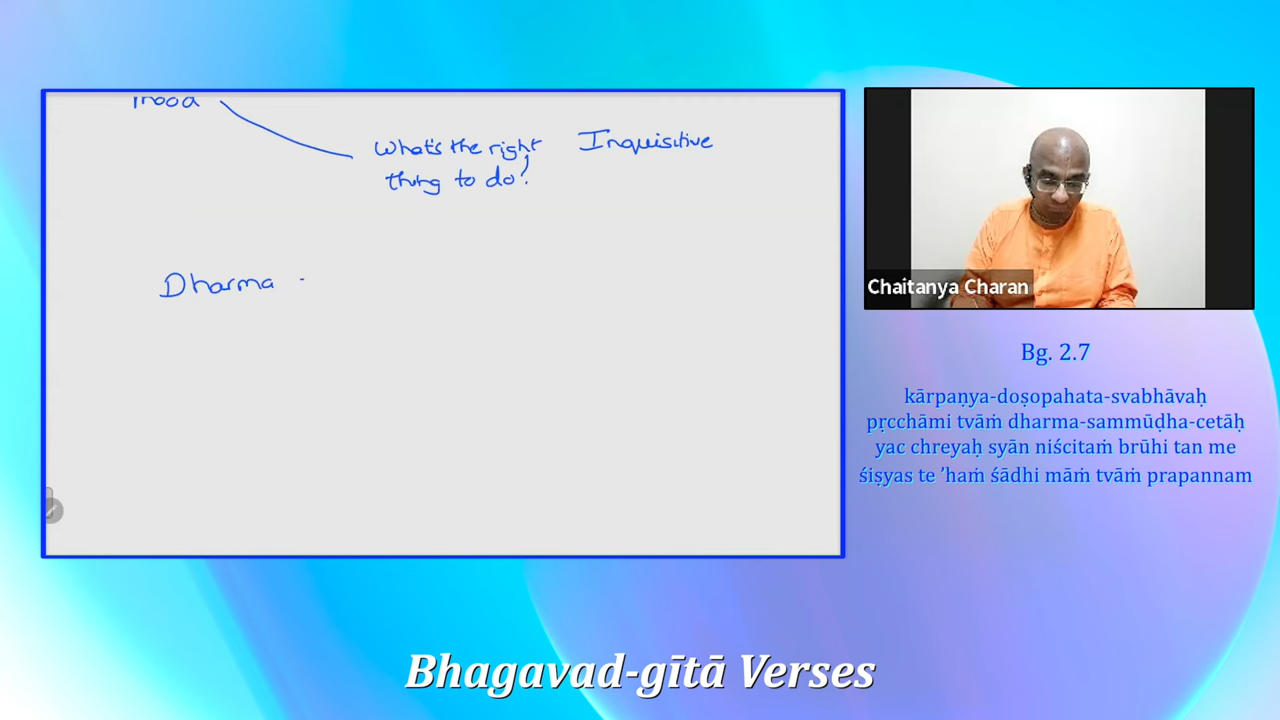 mood
What's the right Inquisitive
thing to do?
Dharma -
Chaitanya Charan
Bg. 2.7
kārpaṇya-doṣopahata-svabhāvaḥ
pṛcchāmi tvāṁ dharma-sammūḍha-cetāḥ
yac chreyaḥ syān niścitaṁ brūhi tan me
śiṣyas te ’haṁ śādhi māṁ tvāṁ prapannam
Bhagavad-gītā Verses